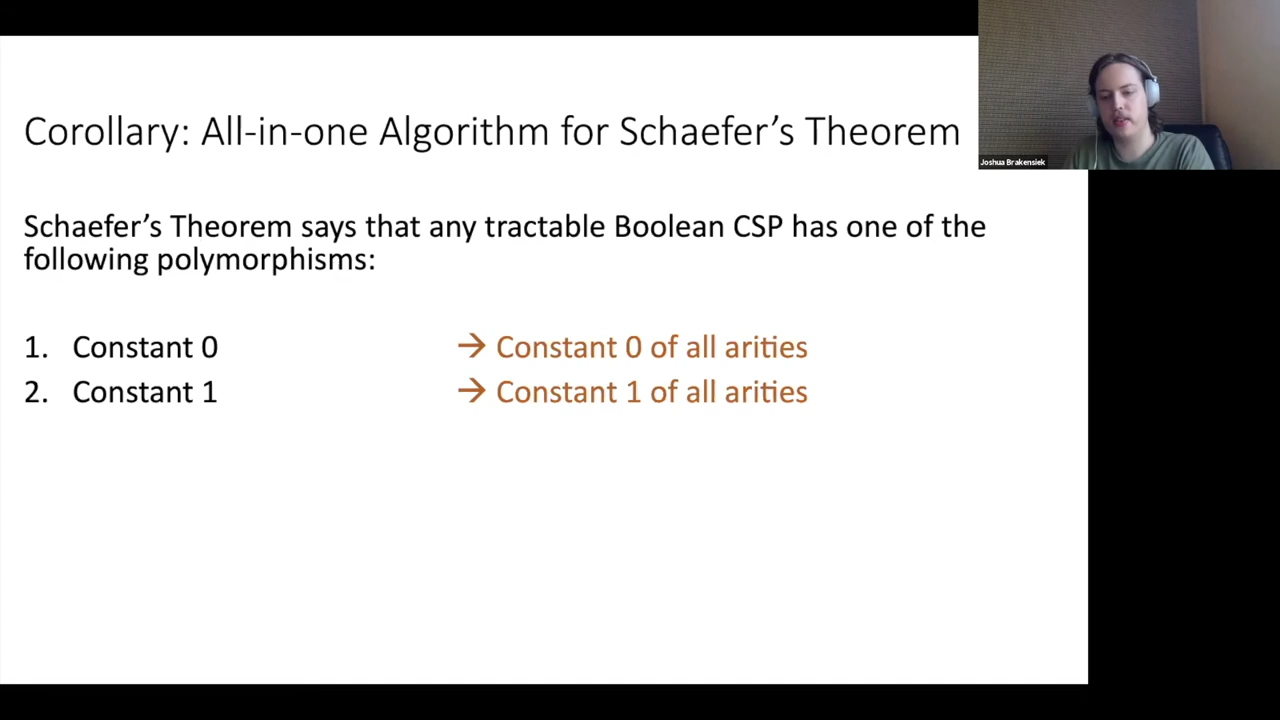 Corollary: All-in-one Algorithm for Schaefer's Theorem
Joshua Brakensiek
Schaefer's Theorem says that any tractable Boolean CSP has one of the
following polymorphisms:
1. Constant 0 → Constant 0 of all arities
2. Constant 1 → Constant 1 of all arities